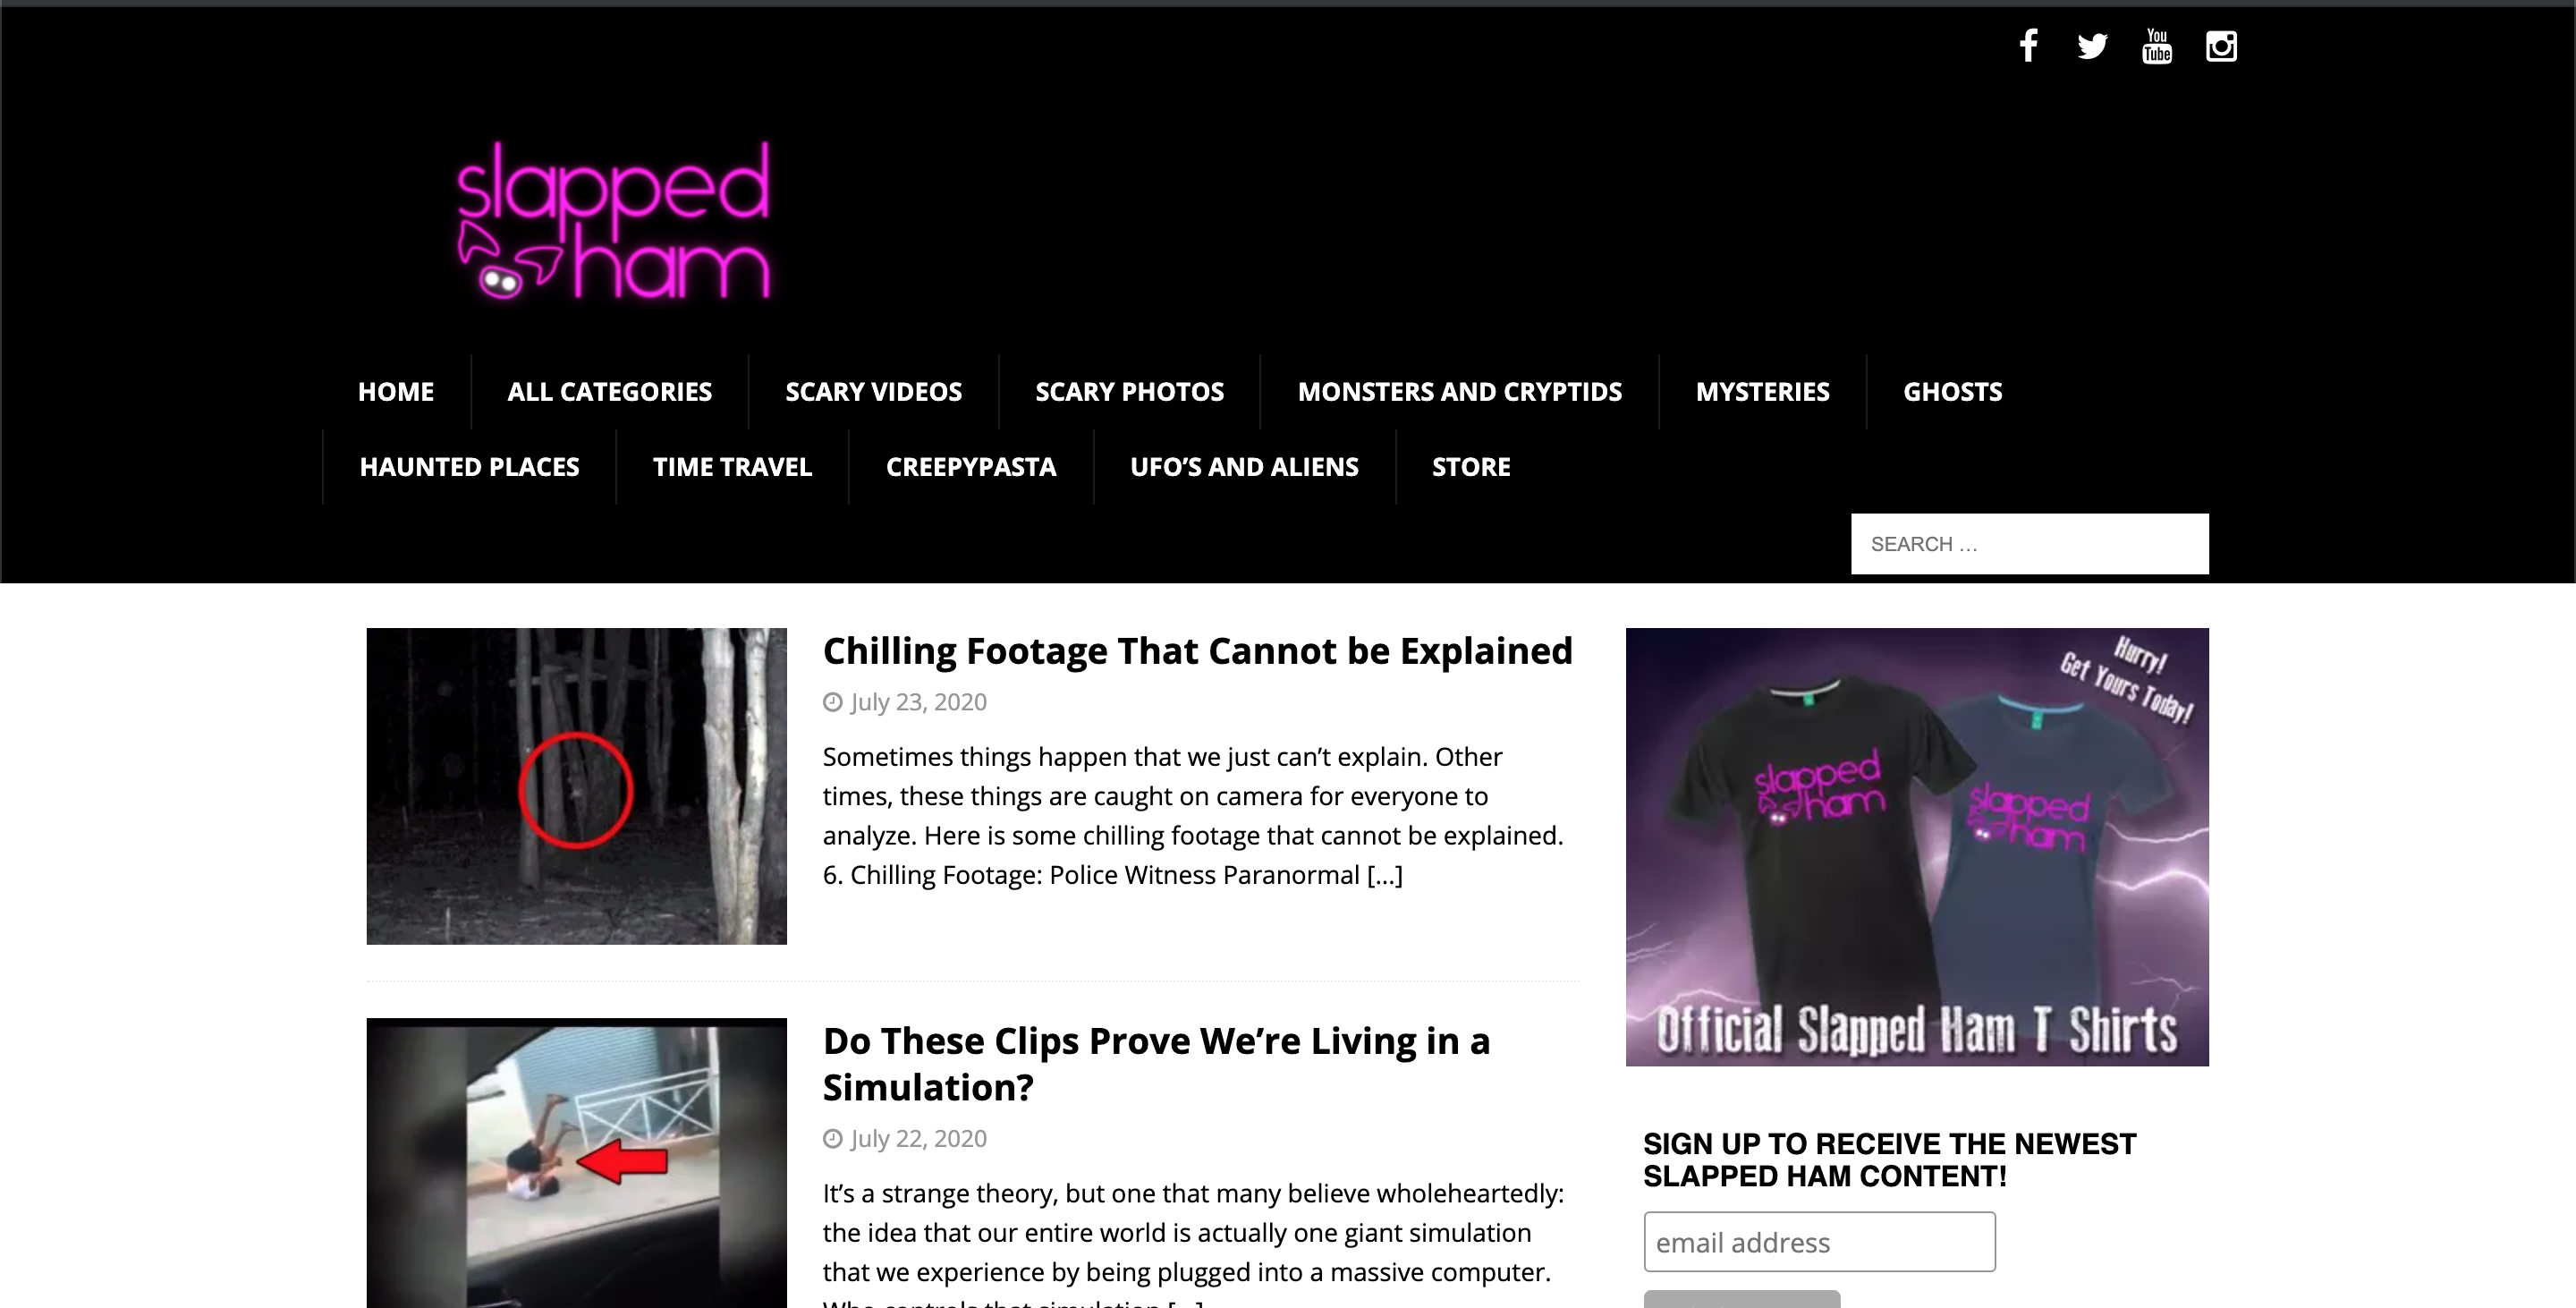 You
Tube
slapped
ham
HOME ALL CATEGORIES SCARY VIDEOS SCARY PHOTOS MONSTERS AND CRYPTIDS MYSTERIES GHOSTS
HAUNTED PLACES TIME TRAVEL CREEPYPASTA UFO’S AND ALIENS STORE
SEARCH …
Chilling Footage That Cannot be Explained
July 23, 2020
Sometimes things happen that we just can’t explain. Other
times, these things are caught on camera for everyone to
analyze. Here is some chilling footage that cannot be explained.
6. Chilling Footage: Police Witness Paranormal [...]
Do These Clips Prove We’re Living in a
Simulation?
July 22, 2020
It’s a strange theory, but one that many believe wholeheartedly:
the idea that our entire world is actually one giant simulation
that we experience by being plugged into a massive computer.
Who controls that simulation [...]
Hurry!
Get Yours Today!
slapped
ham
slapped
ham
Official Slapped Ham T Shirts
SIGN UP TO RECEIVE THE NEWEST
SLAPPED HAM CONTENT!
email address